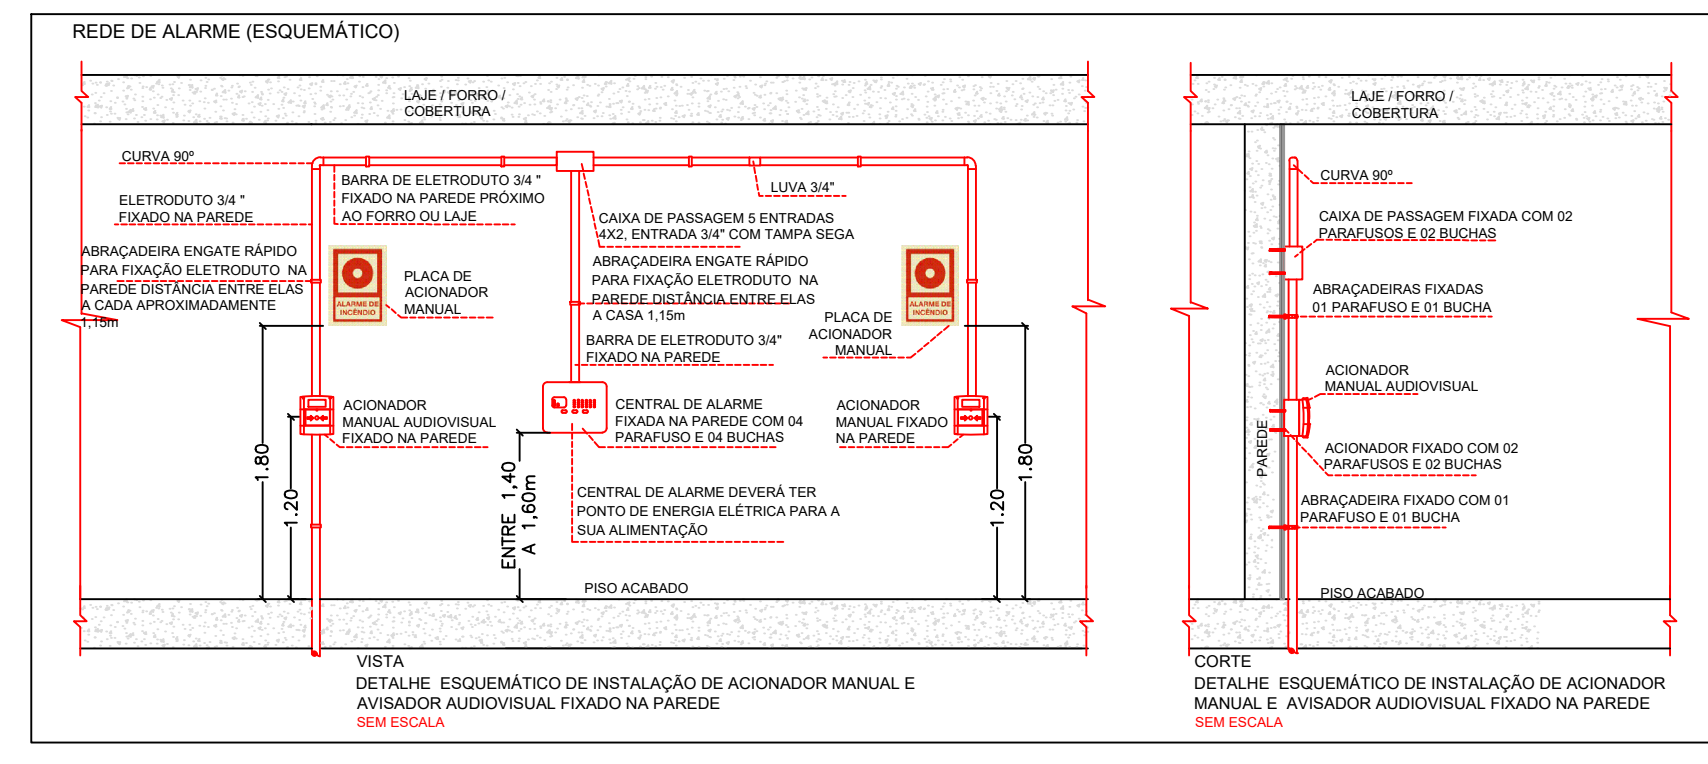 REDE DE ALARME (ESQUEMÁTICO)
LAJE / FORRO /
COBERTURA
CURVA 90º
ELETRODUTO 3/4 "
FIXADO NA PAREDE
ABRAÇADEIRA ENGATE RÁPIDO
PARA FIXAÇÃO ELETRODUTO NA
PAREDE DISTÂNCIA ENTRE ELAS
A CADA APROXIMADAMENTE
1,15m
BARRA DE ELETRODUTO 3/4 "
FIXADO NA PAREDE PRÓXIMO
AO FORRO OU LAJE
LUVA 3/4"
CAIXA DE PASSAGEM 5 ENTRADAS
4X2, ENTRADA 3/4" COM TAMPA SEGA
ABRAÇADEIRA ENGATE RÁPIDO
PARA FIXAÇÃO ELETRODUTO NA
PAREDE DISTÂNCIA ENTRE ELAS
A CASA 1,15m
ALARME DE
INCÊNDIO
PLACA DE
ACIONADOR
MANUAL
ALARME DE
INCÊNDIO
PLACA DE
ACIONADOR
MANUAL
BARRA DE ELETRODUTO 3/4"
FIXADO NA PAREDE
ACIONADOR
MANUAL AUDIOVISUAL
FIXADO NA PAREDE
CENTRAL DE ALARME
FIXADA NA PAREDE COM 04
PARAFUSO E 04 BUCHAS
ACIONADOR
MANUAL FIXADO
NA PAREDE
1.80
1.20
ENTRE 1,40
A 1,60m
CENTRAL DE ALARME DEVERÁ TER
PONTO DE ENERGIA ELÉTRICA PARA A
SUA ALIMENTAÇÃO
1.20
1.80
PISO ACABADO
VISTA
DETALHE ESQUEMÁTICO DE INSTALAÇÃO DE ACIONADOR MANUAL E
AVISADOR AUDIOVISUAL FIXADO NA PAREDE
SEM ESCALA
LAJE / FORRO /
COBERTURA
CURVA 90º
CAIXA DE PASSAGEM FIXADA COM 02
PARAFUSOS E 02 BUCHAS
ABRAÇADEIRAS FIXADAS
01 PARAFUSO E 01 BUCHA
ACIONADOR
MANUAL AUDIOVISUAL
PAREDE
ACIONADOR FIXADO COM 02
PARAFUSOS E 02 BUCHAS
ABRAÇADEIRA FIXADO COM 01
PARAFUSO E 01 BUCHA
PISO ACABADO
CORTE
DETALHE ESQUEMÁTICO DE INSTALAÇÃO DE ACIONADOR
MANUAL E AVISADOR AUDIOVISUAL FIXADO NA PAREDE
SEM ESCALA